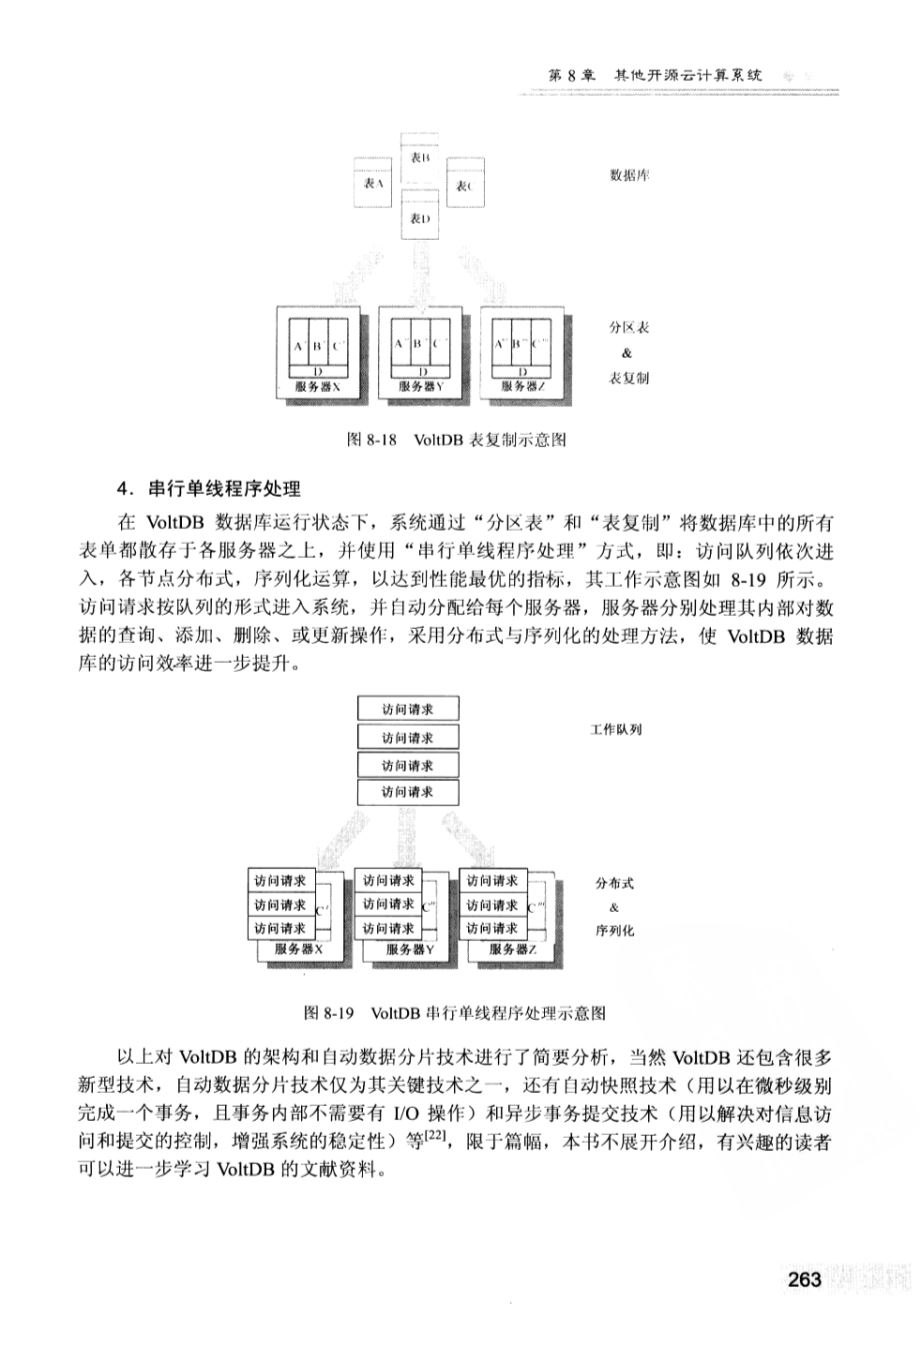 第 8 章 其他开源云计算系统
表B
表A
表C
数据库
表D
A' B' C'
A'' B'' C''
A''' B''' C'''
D
D
D
服务器X
服务器Y
服务器Z
分区表
&
表复制
图 8-18 VoltDB 表复制示意图
4．串行单线程序处理
在 VoltDB 数据库运行状态下，系统通过“分区表”和“表复制”将数据库中的所有
表单都散存于各服务器之上，并使用“串行单线程序处理”方式，即：访问队列依次进
入，各节点分布式，序列化运算，以达到性能最优的指标，其工作示意图如 8-19 所示。
访问请求按队列的形式进入系统，并自动分配给每个服务器，服务器分别处理其内部对数
据的查询、添加、删除、或更新操作，采用分布式与序列化的处理方法，使 VoltDB 数据
库的访问效率进一步提升。
访问请求
访问请求
访问请求
访问请求
工作队列
访问请求
访问请求
访问请求
C'
服务器X
访问请求
访问请求
访问请求
C''
服务器Y
访问请求
访问请求
访问请求
C'''
服务器Z
分布式
&
序列化
图 8-19 VoltDB 串行单线程序处理示意图
以上对 VoltDB 的架构和自动数据分片技术进行了简要分析，当然 VoltDB 还包含很多
新型技术，自动数据分片技术仅为其关键技术之一，还有自动快照技术（用以在微秒级别
完成一个事务，且事务内部不需要有 I/O 操作）和异步事务提交技术（用以解决对信息访
问和提交的控制，增强系统的稳定性）等[22]，限于篇幅，本书不展开介绍，有兴趣的读者
可以进一步学习 VoltDB 的文献资料。
263